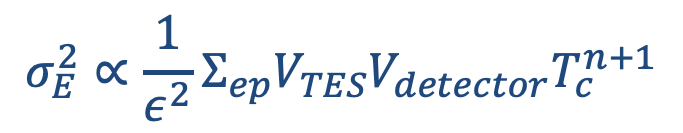 σ_E^2 ∝ \frac{1}{ϵ^2} Σ_{ep} V_{TES} V_{detector} T_c^{n+1}